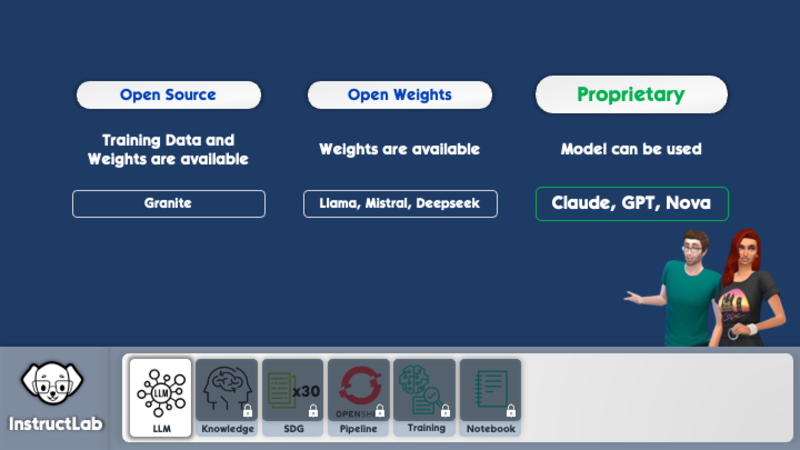 Open Source
Open Weights
Proprietary
Training Data and
Weights are available
Weights are available
Model can be used
Granite
Llama, Mistral, Deepseek
Claude, GPT, Nova
InstructLab
LLM
LLM
Knowledge
x30
SDG
OPENSHI
Pipeline
Training
Notebook